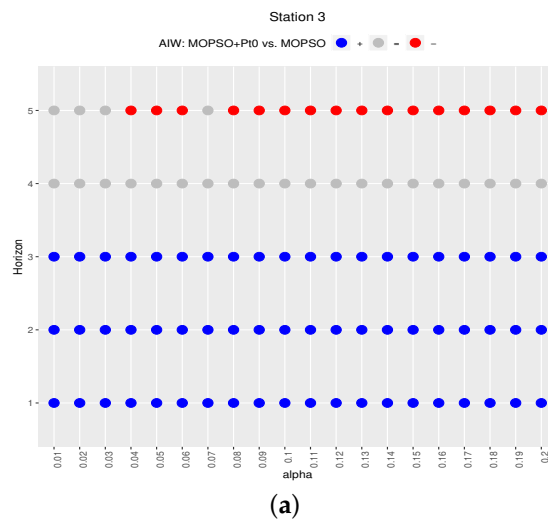 Station 3
AIW: MOPSO+Pt0 vs. MOPSO + = -
5
4
3
2
1
Horizon
0.01 0.02 0.03 0.04 0.05 0.06 0.07 0.08 0.09 0.1 0.11 0.12 0.13 0.14 0.15 0.16 0.17 0.18 0.19 0.2
alpha
(a)